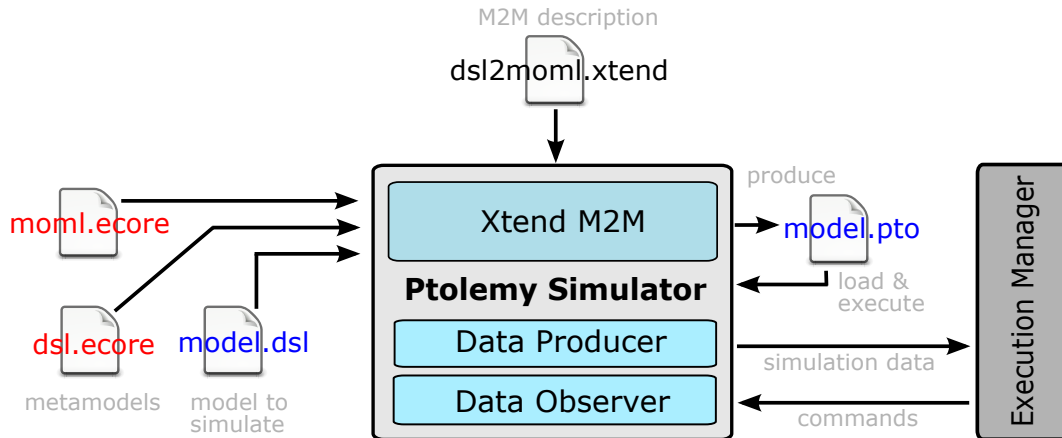 M2M description
dsl2moml.xtend
moml.ecore
dsl.ecore
metamodels
model.dsl
model to
simulate
Xtend M2M
Ptolemy Simulator
Data Producer
Data Observer
produce
model.pto
load &
execute
simulation data
commands
Execution Manager